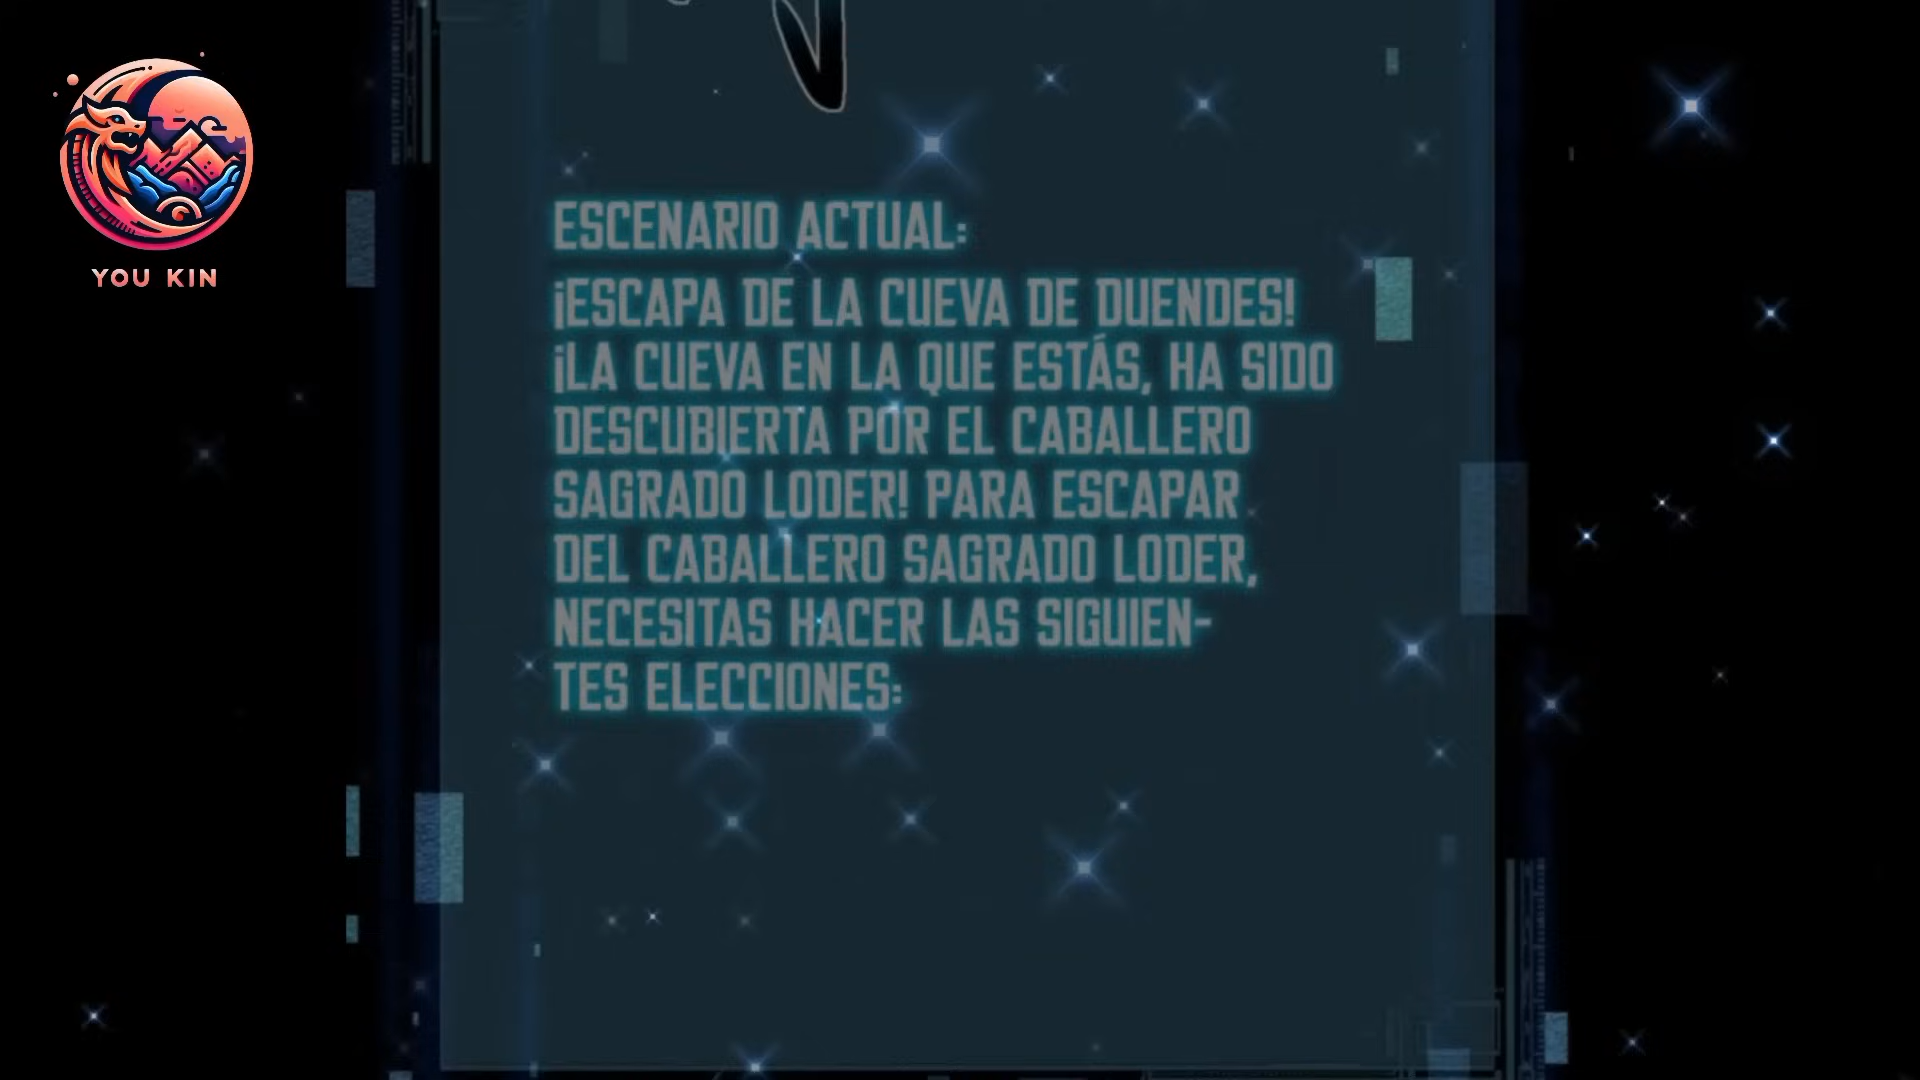 YOU KIN
ESCENARIO ACTUAL:
¡ESCAPA DE LA CUEVA DE DUENDES!
¡LA CUEVA EN LA QUE ESTÁS, HA SIDO
DESCUBIERTA POR EL CABALLERO
SAGRADO LODER! PARA ESCAPAR
DEL CABALLERO SAGRADO LODER,
NECESITAS HACER LAS SIGUIEN-
TES ELECCIONES: